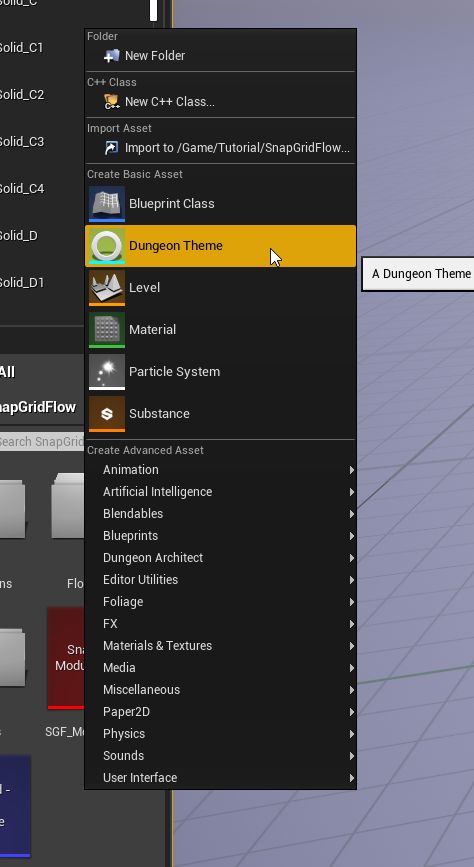 Solid_C
Solid_C1
Solid_C2
Solid_C3
Solid_C4
Solid_D
Solid_D1
All
SnapGridFlow
Search SnapGrid
Flo
Sna
Modu
SGF_Mo
Folder
New Folder
C++ Class
New C++ Class...
Import Asset
Import to /Game/Tutorial/SnapGridFlow...
Create Basic Asset
Blueprint Class
Dungeon Theme
A Dungeon Theme
Level
Material
Particle System
Substance
Create Advanced Asset
Animation
Artificial Intelligence
Blendables
Blueprints
Dungeon Architect
Editor Utilities
Foliage
FX
Materials & Textures
Media
Miscellaneous
Paper2D
Physics
Sounds
User Interface